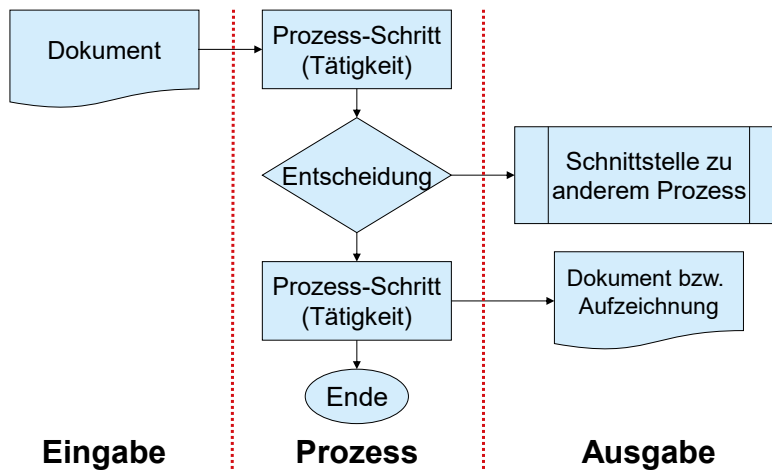 Dokument
Prozess-Schritt
(Tätigkeit)
Entscheidung
Schnittstelle zu
anderem Prozess
Prozess-Schritt
(Tätigkeit)
Dokument bzw.
Aufzeichnung
Ende
Eingabe
Prozess
Ausgabe